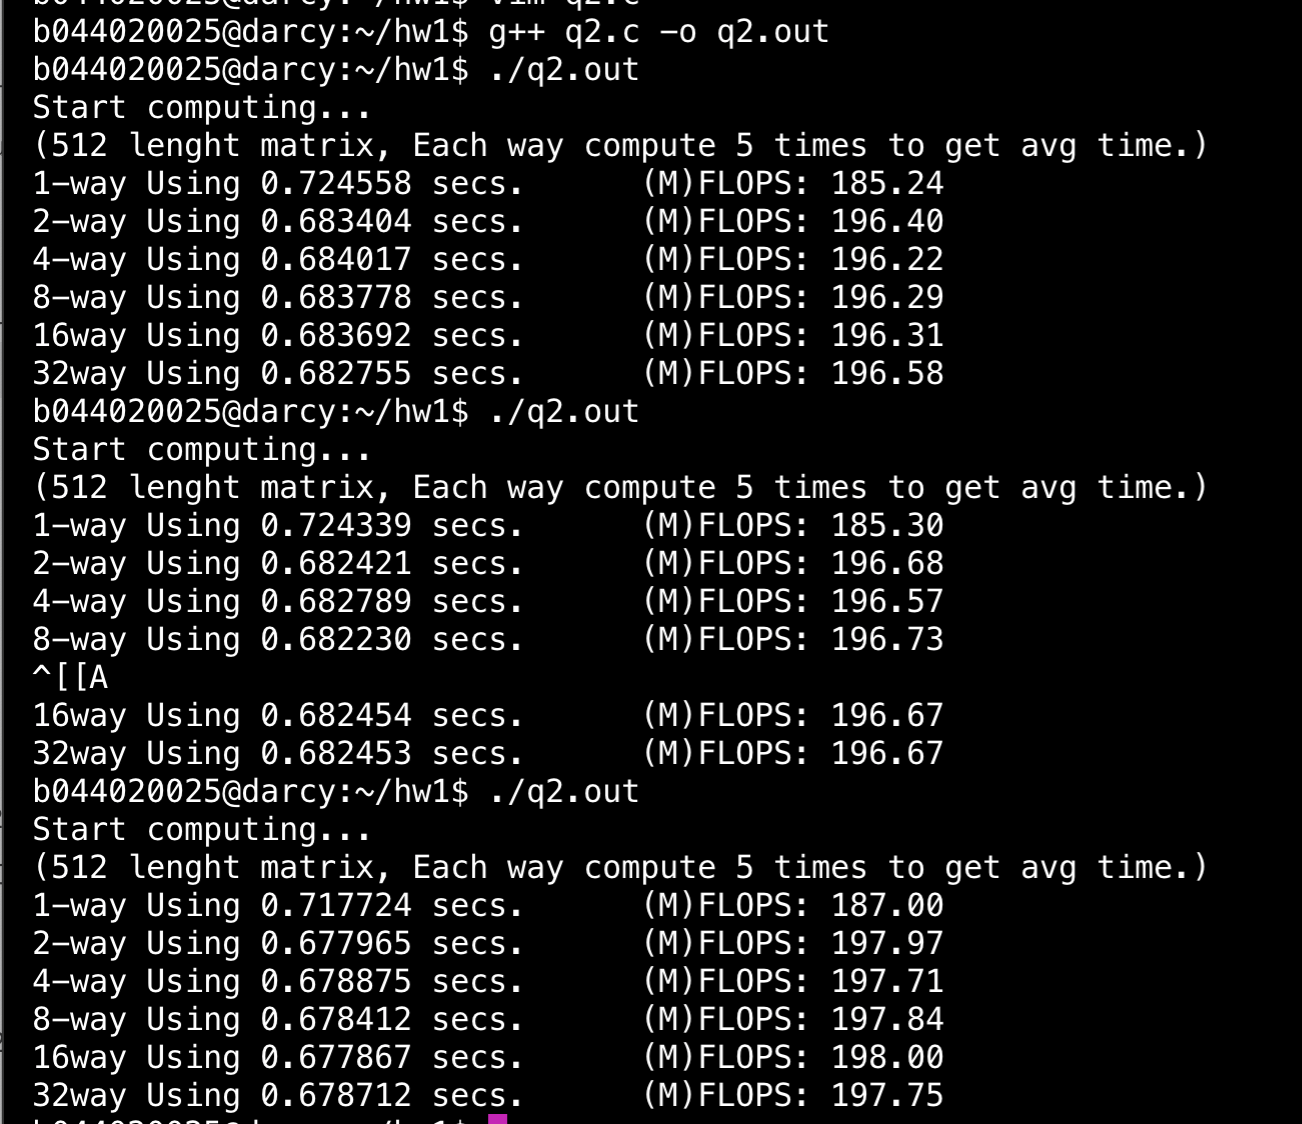 b044020025@darcy:~/hw1$ vim q2.c
b044020025@darcy:~/hw1$ g++ q2.c -o q2.out
b044020025@darcy:~/hw1$ ./q2.out
Start computing...
(512 lenght matrix, Each way compute 5 times to get avg time.)
1-way Using 0.724558 secs.      (M)FLOPS: 185.24
2-way Using 0.683404 secs.      (M)FLOPS: 196.40
4-way Using 0.684017 secs.      (M)FLOPS: 196.22
8-way Using 0.683778 secs.      (M)FLOPS: 196.29
16way Using 0.683692 secs.      (M)FLOPS: 196.31
32way Using 0.682755 secs.      (M)FLOPS: 196.58
b044020025@darcy:~/hw1$ ./q2.out
Start computing...
(512 lenght matrix, Each way compute 5 times to get avg time.)
1-way Using 0.724339 secs.      (M)FLOPS: 185.30
2-way Using 0.682421 secs.      (M)FLOPS: 196.68
4-way Using 0.682789 secs.      (M)FLOPS: 196.57
8-way Using 0.682230 secs.      (M)FLOPS: 196.73
^[[A
16way Using 0.682454 secs.      (M)FLOPS: 196.67
32way Using 0.682453 secs.      (M)FLOPS: 196.67
b044020025@darcy:~/hw1$ ./q2.out
Start computing...
(512 lenght matrix, Each way compute 5 times to get avg time.)
1-way Using 0.717724 secs.      (M)FLOPS: 187.00
2-way Using 0.677965 secs.      (M)FLOPS: 197.97
4-way Using 0.678875 secs.      (M)FLOPS: 197.71
8-way Using 0.678412 secs.      (M)FLOPS: 197.84
16way Using 0.677867 secs.      (M)FLOPS: 198.00
32way Using 0.678712 secs.      (M)FLOPS: 197.75